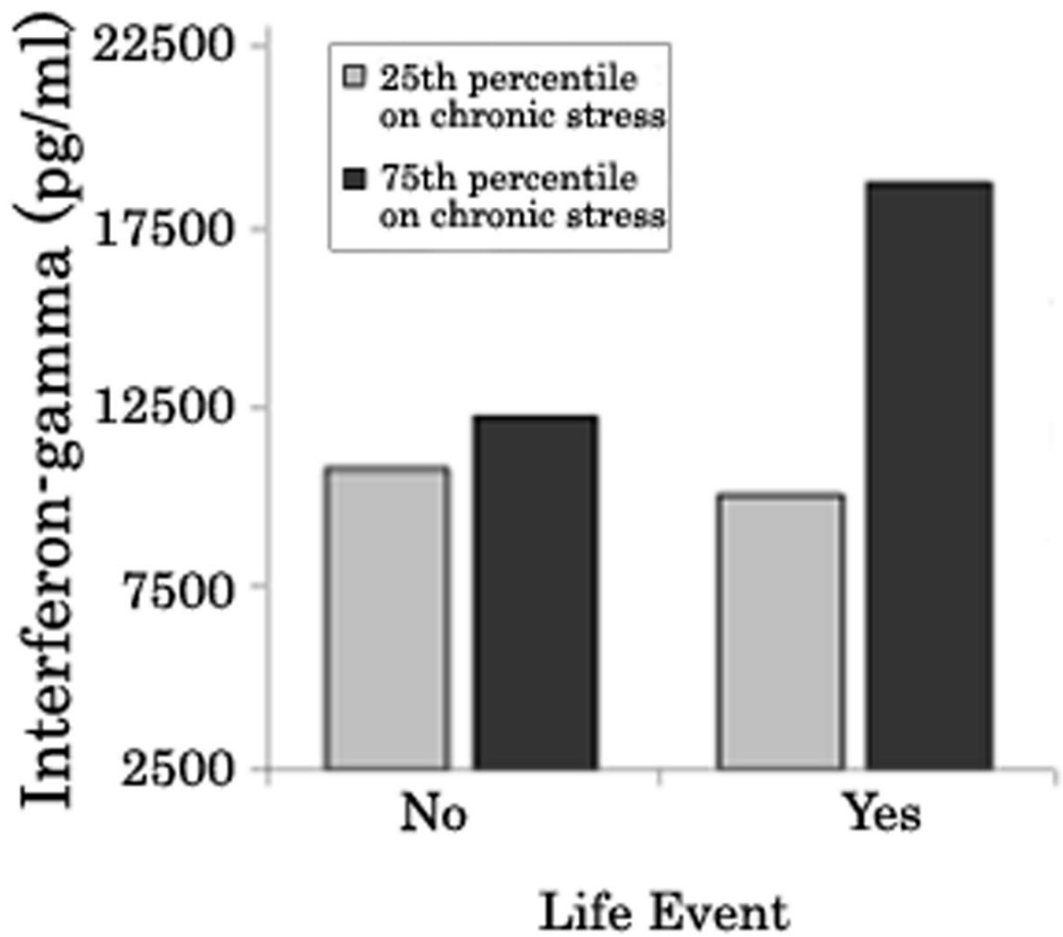 Interferon-gamma (pg/ml)
22500
17500
12500
7500
2500
25th percentile
on chronic stress
75th percentile
on chronic stress
No
Yes
Life Event